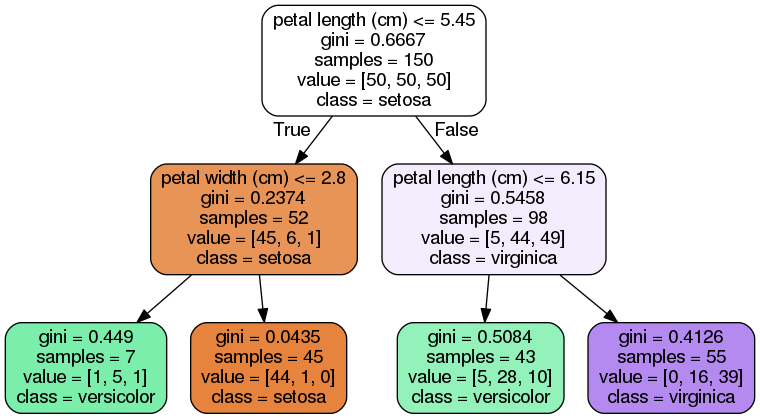 petal length (cm) <= 5.45
gini = 0.6667
samples = 150
value = [50, 50, 50]
class = setosa
True
False
petal width (cm) <= 2.8
gini = 0.2374
samples = 52
value = [45, 6, 1]
class = setosa
petal length (cm) <= 6.15
gini = 0.5458
samples = 98
value = [5, 44, 49]
class = virginica
gini = 0.449
samples = 7
value = [1, 5, 1]
class = versicolor
gini = 0.0435
samples = 45
value = [44, 1, 0]
class = setosa
gini = 0.5084
samples = 43
value = [5, 28, 10]
class = versicolor
gini = 0.4126
samples = 55
value = [0, 16, 39]
class = virginica